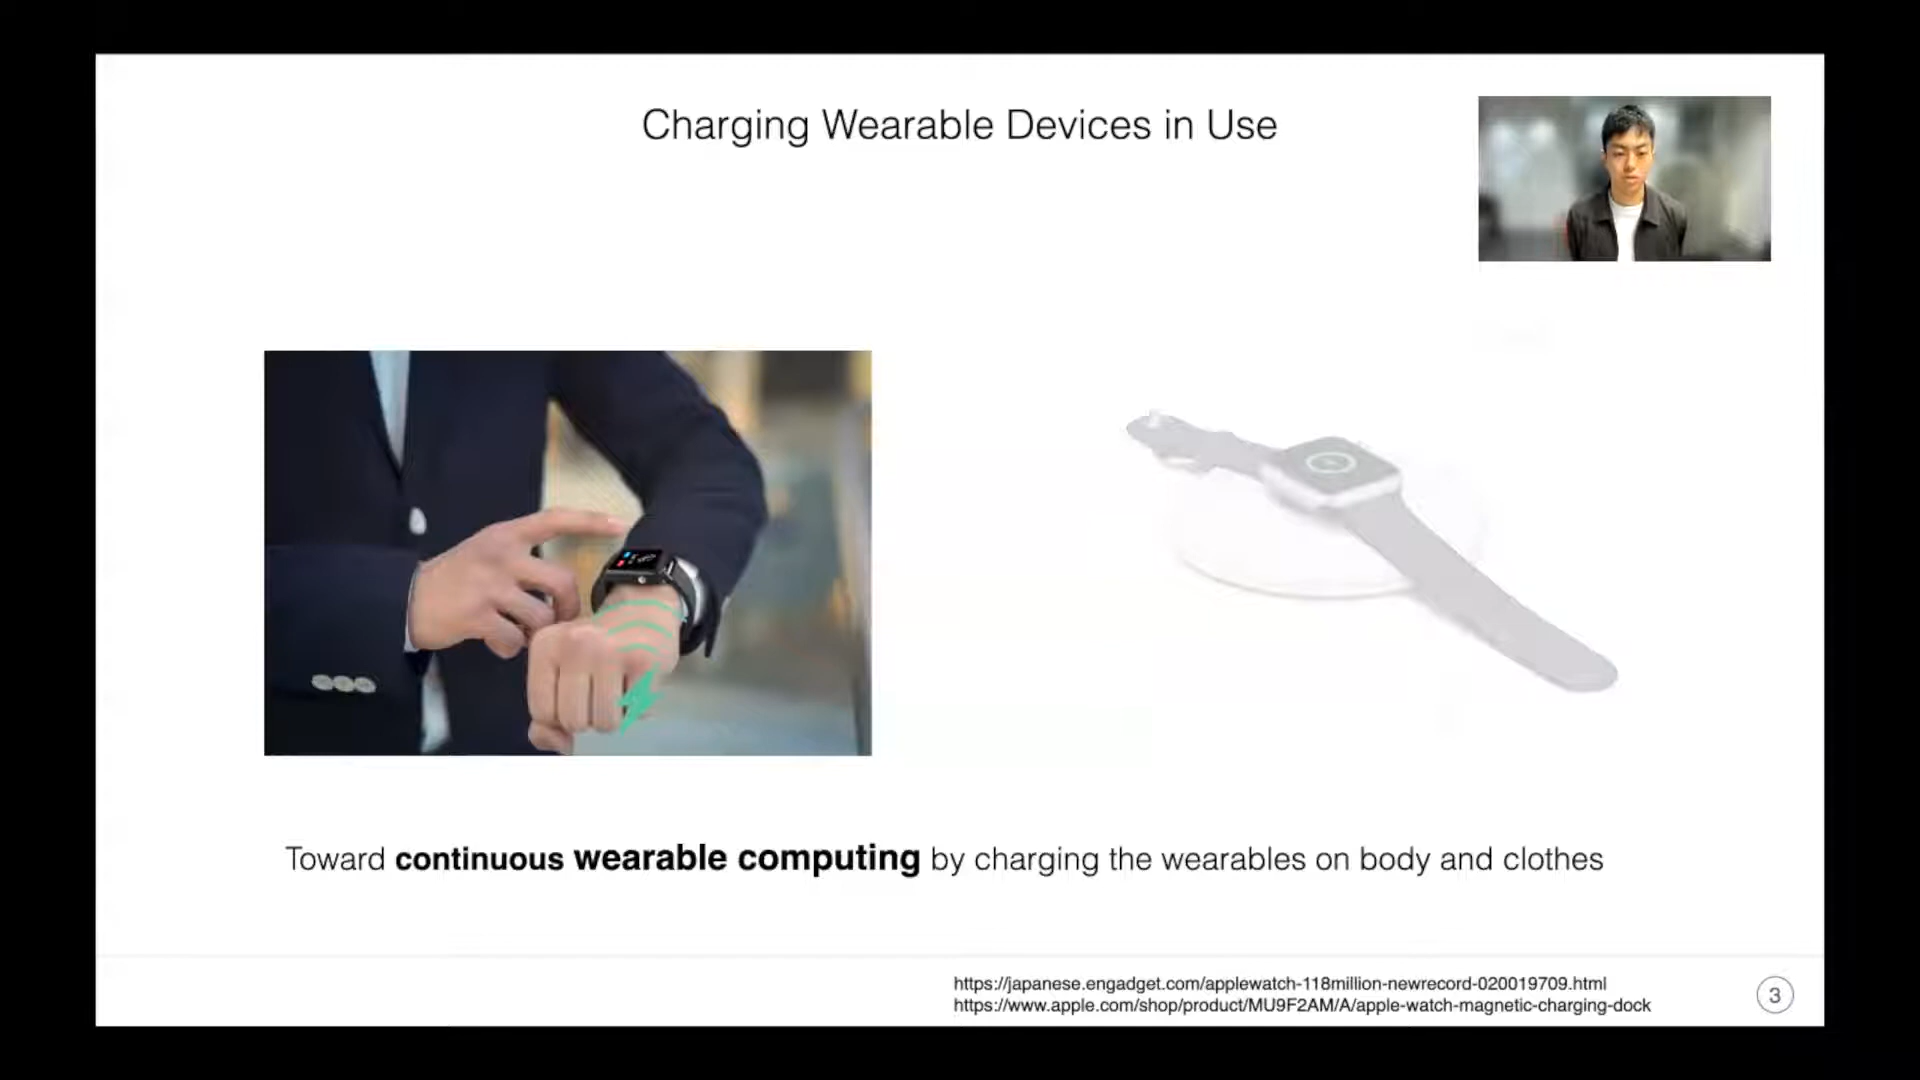 Charging Wearable Devices in Use
Toward continuous wearable computing by charging the wearables on body and clothes
https://japanese.engadget.com/applewatch-118million-newrecord-020019709.html
https://www.apple.com/shop/product/MU9F2AM/A/apple-watch-magnetic-charging-dock
3